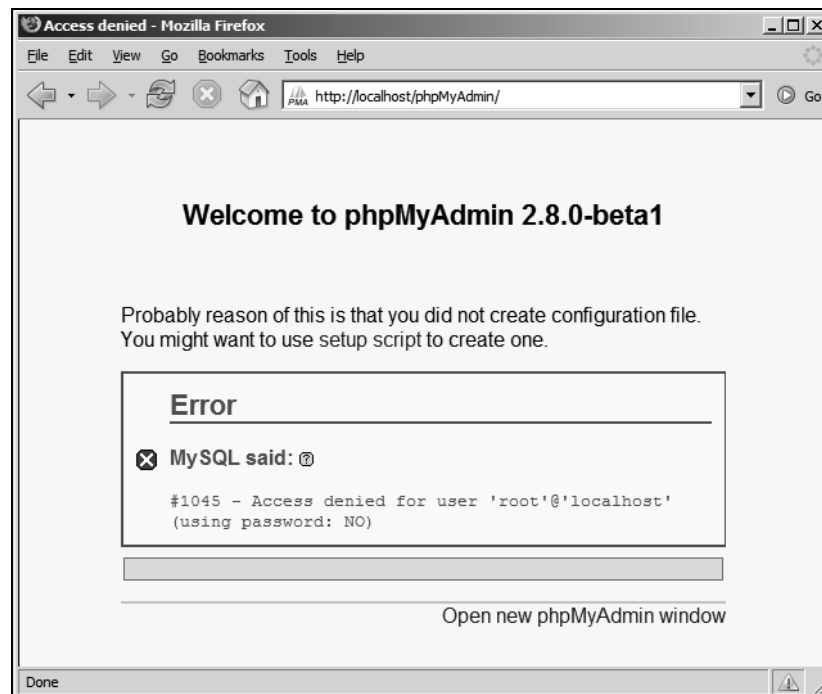 Access denied - Mozilla Firefox
File Edit View Go Bookmarks Tools Help
PMA http://localhost/phpMyAdmin/ Go
Welcome to phpMyAdmin 2.8.0-beta1
Probably reason of this is that you did not create configuration file.
You might want to use setup script to create one.
Error
MySQL said: ?
#1045 - Access denied for user 'root'@'localhost'
(using password: NO)
Open new phpMyAdmin window
Done